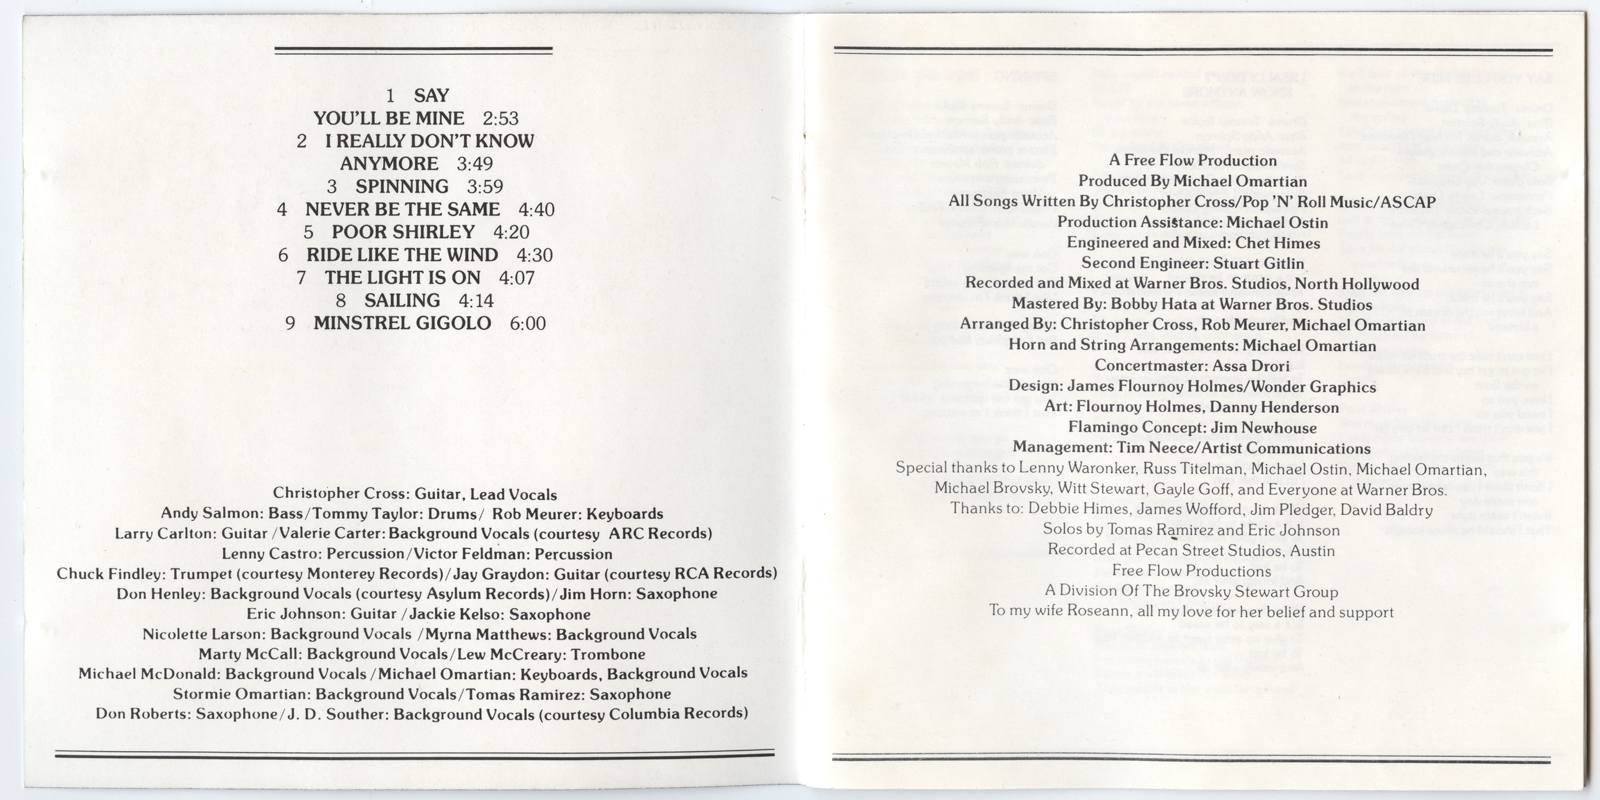 1 SAY
YOU'LL BE MINE 2:53
2 I REALLY DON'T KNOW
ANYMORE 3:49
3 SPINNING 3:59
4 NEVER BE THE SAME 4:40
5 POOR SHIRLEY 4:20
6 RIDE LIKE THE WIND 4:30
7 THE LIGHT IS ON 4:07
8 SAILING 4:14
9 MINSTREL GIGOLO 6:00
Christopher Cross: Guitar, Lead Vocals
Andy Salmon: Bass/Tommy Taylor: Drums/ Rob Meurer: Keyboards
Larry Carlton: Guitar /Valerie Carter: Background Vocals (courtesy ARC Records)
Lenny Castro: Percussion/Victor Feldman: Percussion
Chuck Findley: Trumpet (courtesy Monterey Records)/Jay Graydon: Guitar (courtesy RCA Records)
Don Henley: Background Vocals (courtesy Asylum Records)/Jim Horn: Saxophone
Eric Johnson: Guitar /Jackie Kelso: Saxophone
Nicolette Larson: Background Vocals /Myrna Matthews: Background Vocals
Marty McCall: Background Vocals/Lew McCreary: Trombone
Michael McDonald: Background Vocals /Michael Omartian: Keyboards, Background Vocals
Stormie Omartian: Background Vocals/Tomas Ramirez: Saxophone
Don Roberts: Saxophone/J. D. Souther: Background Vocals (courtesy Columbia Records)
A Free Flow Production
Produced By Michael Omartian
All Songs Written By Christopher Cross/Pop 'N' Roll Music/ASCAP
Production Assistance: Michael Ostin
Engineered and Mixed: Chet Himes
Second Engineer: Stuart Gitlin
Recorded and Mixed at Warner Bros. Studios, North Hollywood
Mastered By: Bobby Hata at Warner Bros. Studios
Arranged By: Christopher Cross, Rob Meurer, Michael Omartian
Horn and String Arrangements: Michael Omartian
Concertmaster: Assa Drori
Design: James Flournoy Holmes/Wonder Graphics
Art: Flournoy Holmes, Danny Henderson
Flamingo Concept: Jim Newhouse
Management: Tim Neece/Artist Communications
Special thanks to Lenny Waronker, Russ Titelman, Michael Ostin, Michael Omartian,
Michael Brovsky, Witt Stewart, Gayle Goff, and Everyone at Warner Bros.
Thanks to: Debbie Himes, James Wofford, Jim Pledger, David Baldry
Solos by Tomas Ramirez and Eric Johnson
Recorded at Pecan Street Studios, Austin
Free Flow Productions
A Division Of The Brovsky Stewart Group
To my wife Roseann, all my love for her belief and support